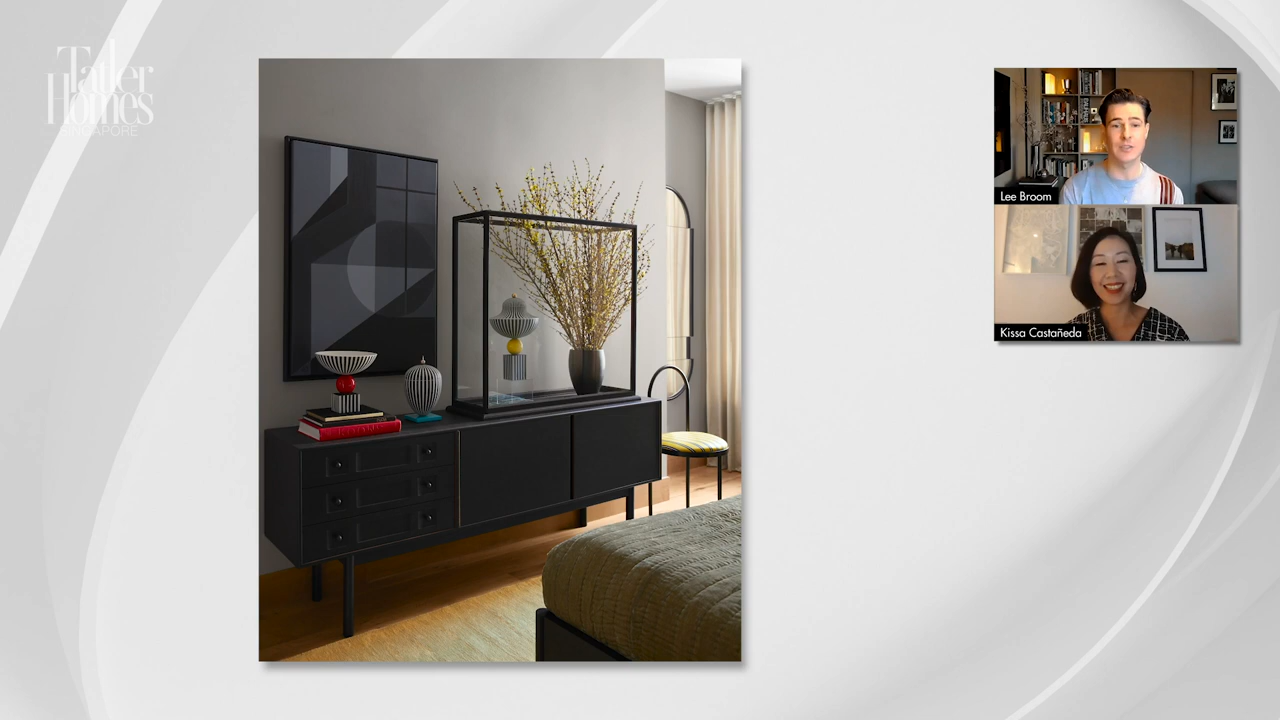 Tatler
Homes
SINGAPORE
Lee Broom
Kissa Castañeda